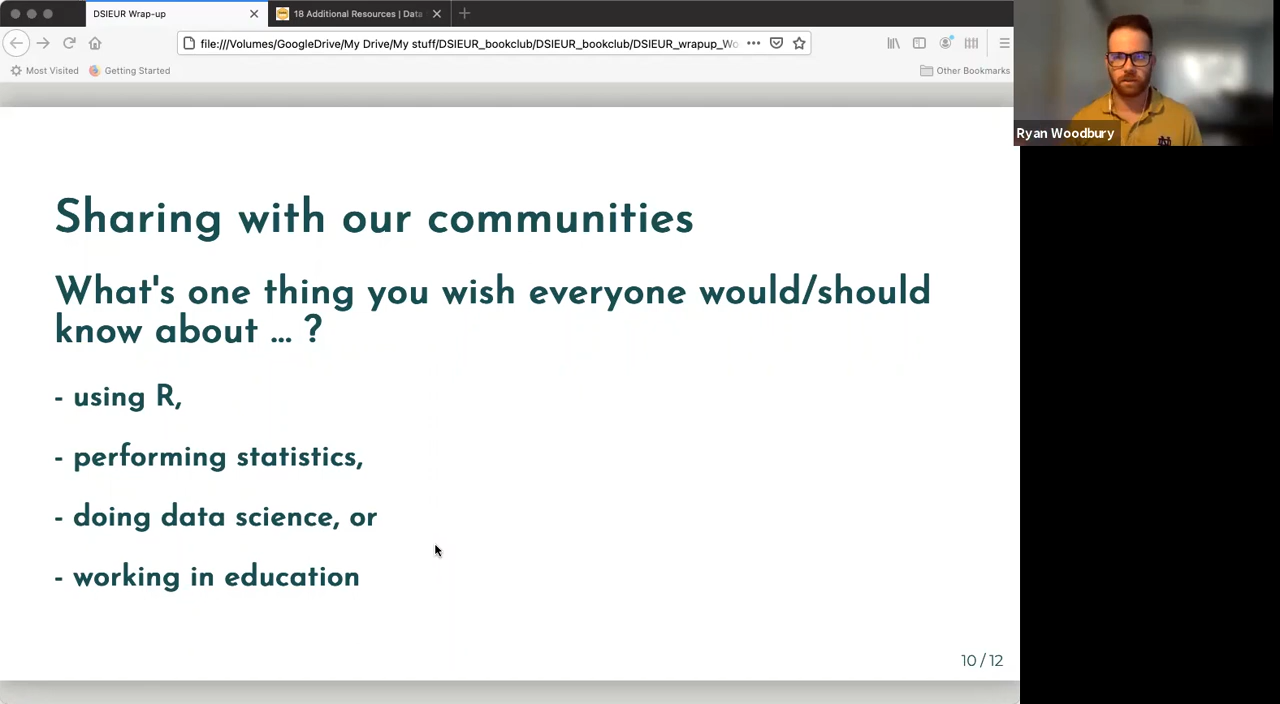 DSIEUR Wrap-up
18 Additional Resources | Data
file:///Volumes/GoogleDrive/My Drive/My stuff/DSIEUR_bookclub/DSIEUR_bookclub/DSIEUR_wrapup_Wo
Most Visited
Getting Started
Other Bookmarks
Ryan Woodbury
Sharing with our communities
What's one thing you wish everyone would/should
know about ... ?
- using R,
- performing statistics,
- doing data science, or
- working in education
10 / 12